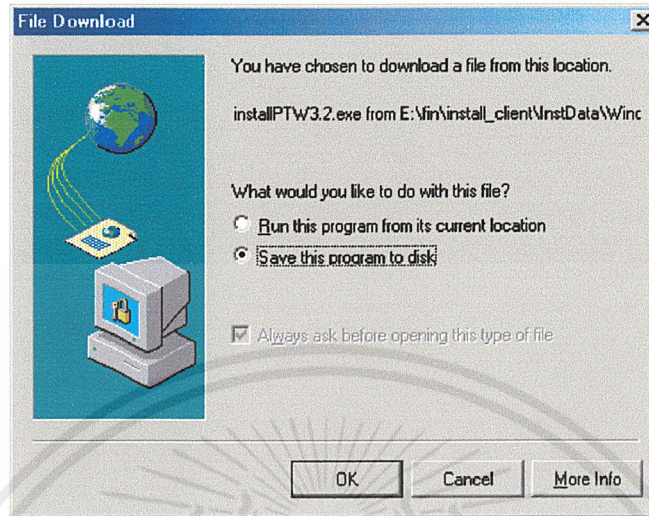 File Download
You have chosen to download a file from this location.
installPTW3.2.exe from E:\fin\install_client\InstData\Winc
What would you like to do with this file?
Run this program from its current location
Save this program to disk
Always ask before opening this type of file
OK Cancel More Info